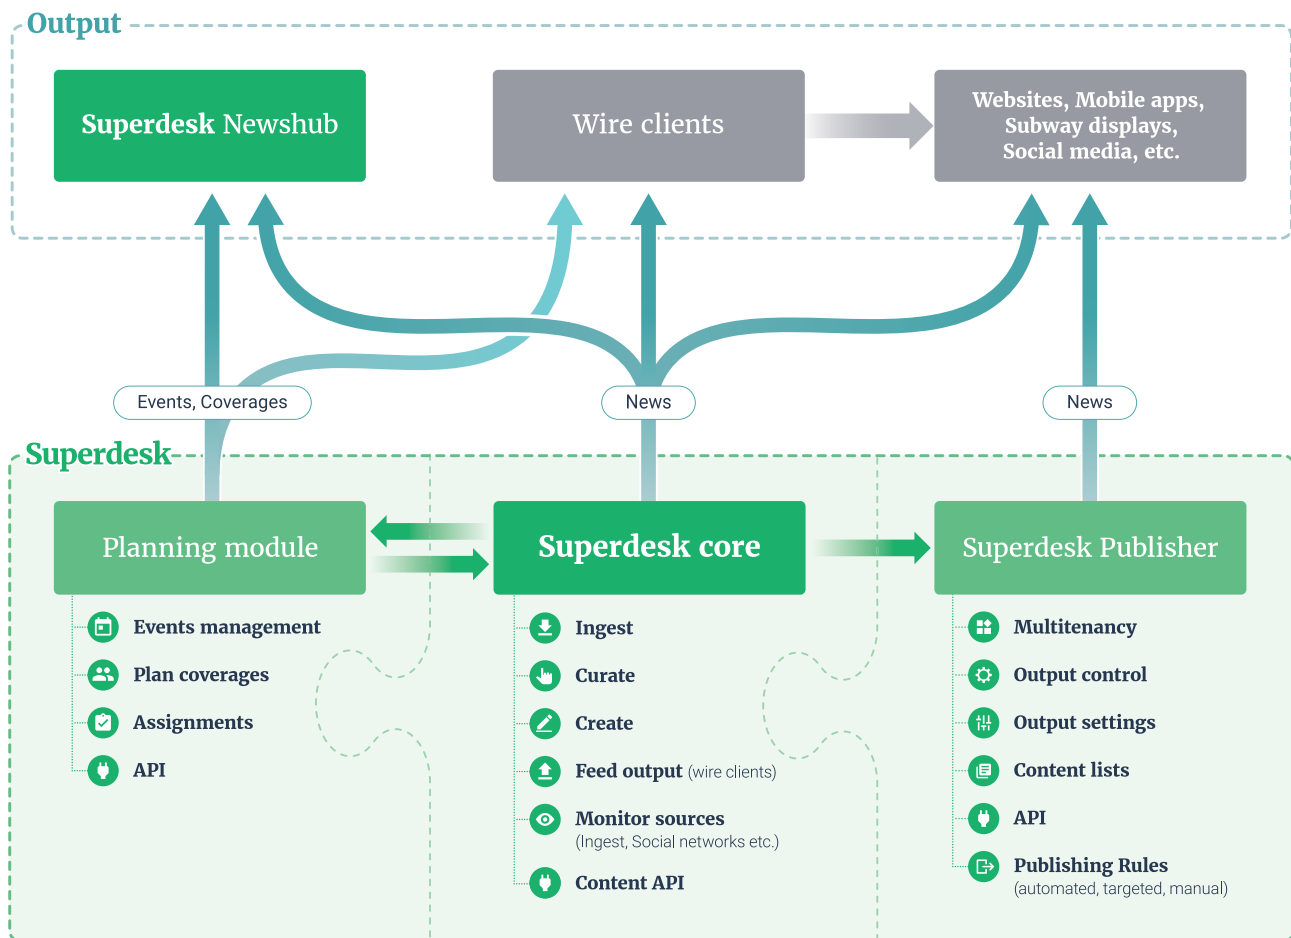 Output
Superdesk Newshub
Wire clients
Websites, Mobile apps,
Subway displays,
Social media, etc.
Events, Coverages
News
News
Superdesk
Planning module
Superdesk core
Superdesk Publisher
Events management
Plan coverages
Assignments
API
Ingest
Curate
Create
Feed output (wire clients)
Monitor sources
(Ingest, Social networks etc.)
Content API
Multitenancy
Output control
Output settings
Content lists
API
Publishing Rules
(automated, targeted, manual)